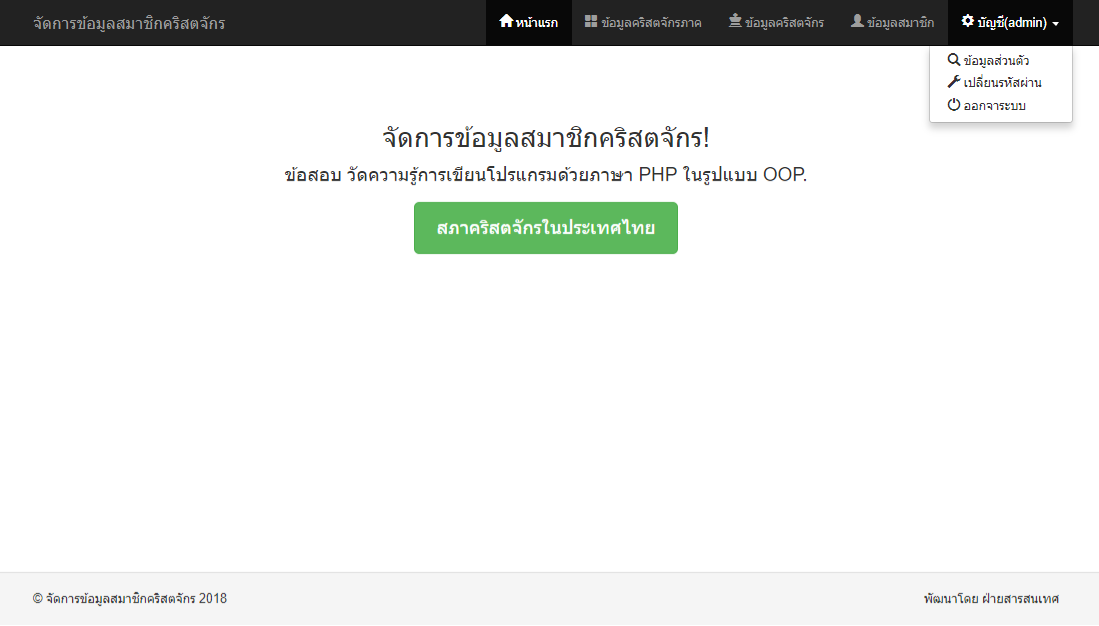 จัดการข้อมูลสมาชิกคริสตจักร
หน้าแรก
ข้อมูลคริสตจักรภาค
ข้อมูลคริสตจักร
ข้อมูลสมาชิก
บัญชี(admin)
ข้อมูลส่วนตัว
เปลี่ยนรหัสผ่าน
ออกจาระบบ
จัดการข้อมูลสมาชิกคริสตจักร!
ข้อสอบ วัดความรู้การเขียนโปรแกรมด้วยภาษา PHP ในรูปแบบ OOP.
สภาคริสตจักรในประเทศไทย
© จัดการข้อมูลสมาชิกคริสตจักร 2018
พัฒนาโดย ฝ่ายสารสนเทศ